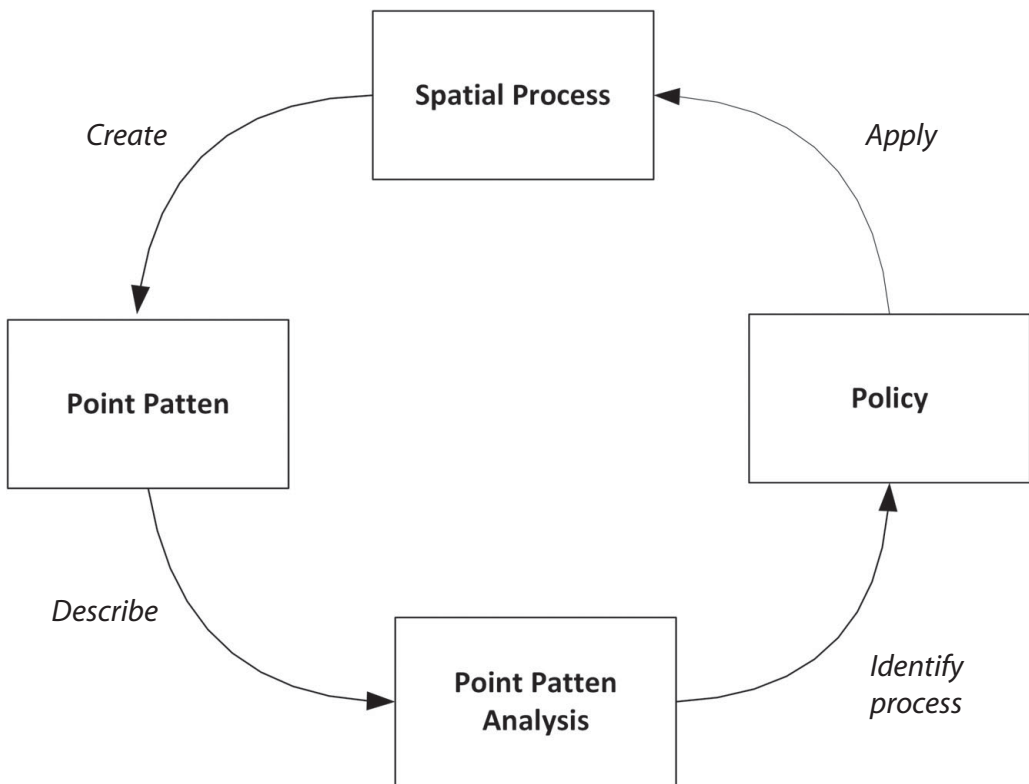 Spatial Process
Create
Apply
Point Patten
Policy
Describe
Point Patten
Analysis
Identify
process